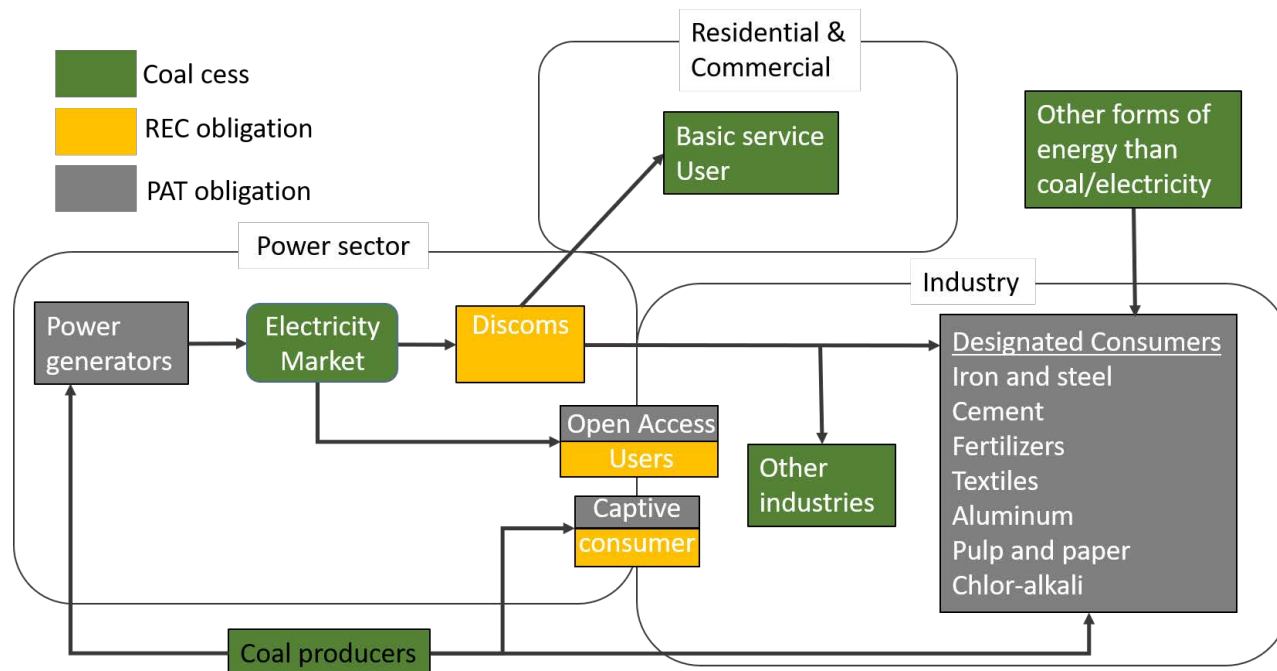 Coal cess
REC obligation
PAT obligation
Residential &
Commercial
Basic service
User
Other forms of
energy than
coal/electricity
Power sector
Industry
Power
generators
Electricity
Market
Discoms
Designated Consumers
Iron and steel
Cement
Fertilizers
Textiles
Aluminum
Pulp and paper
Chlor-alkali
Open Access
Users
Other
industries
Captive
consumer
Coal producers